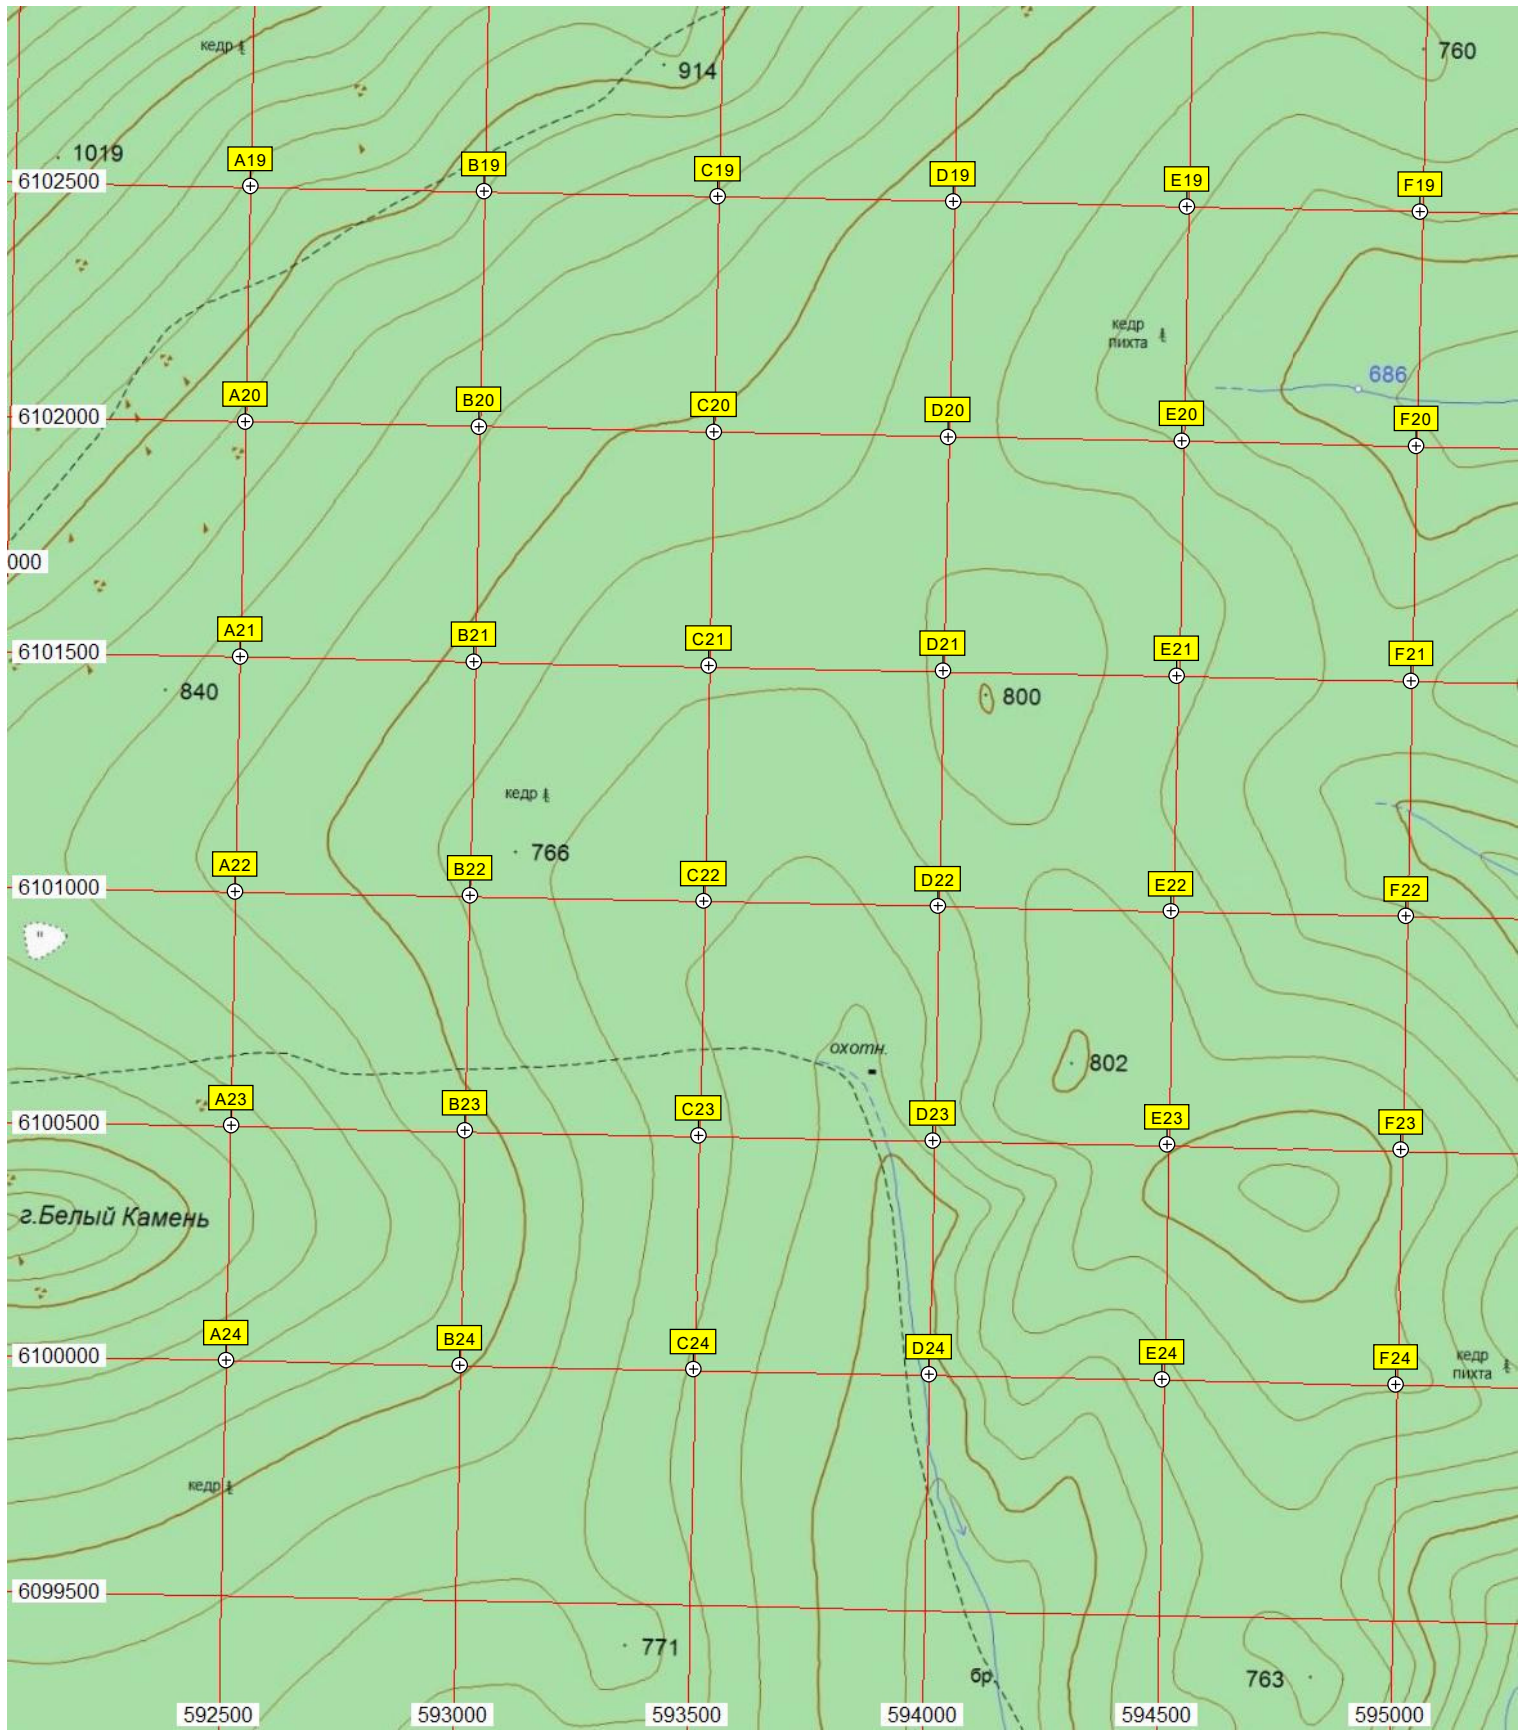 кедр
914
760
1019
A19
B19
C19
D19
E19
F19
6102500
кедр
пихта
686
A20
B20
C20
D20
E20
F20
6102000
000
A21
B21
C21
D21
E21
F21
6101500
840
800
кедр
766
A22
B22
C22
D22
E22
F22
6101000
"
охотн.
802
A23
B23
C23
D23
E23
F23
6100500
г.Белый Камень
A24
B24
C24
D24
E24
F24
6100000
кедр
пихта
кедр
6099500
771
бр.
763
592500
593000
593500
594000
594500
595000